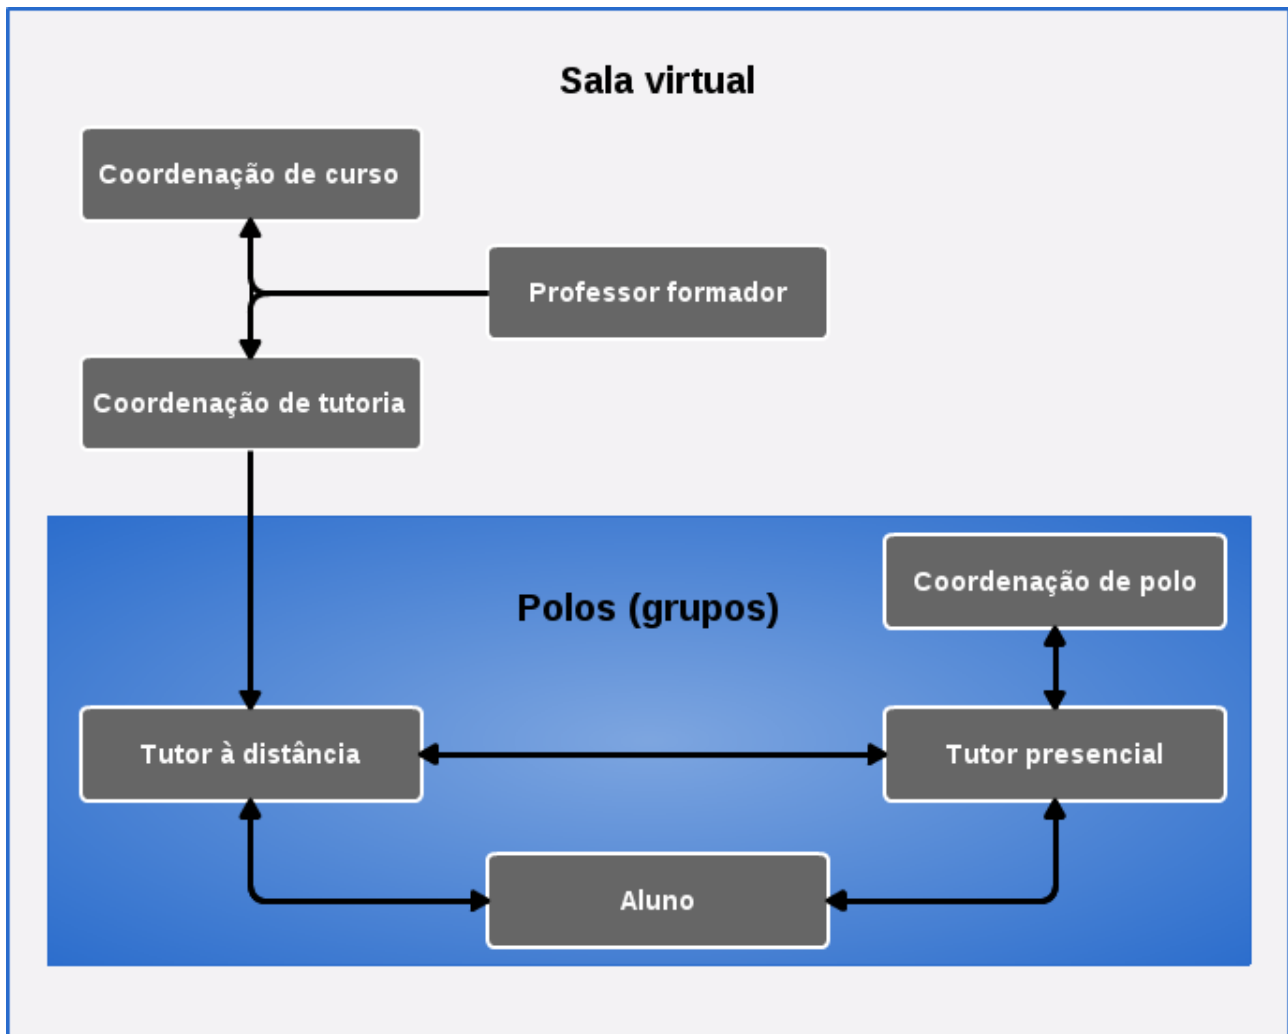 Sala virtual
Coordenação de curso
Professor formador
Coordenação de tutoria
Coordenação de polo
Polos (grupos)
Tutor à distância
Tutor presencial
Aluno